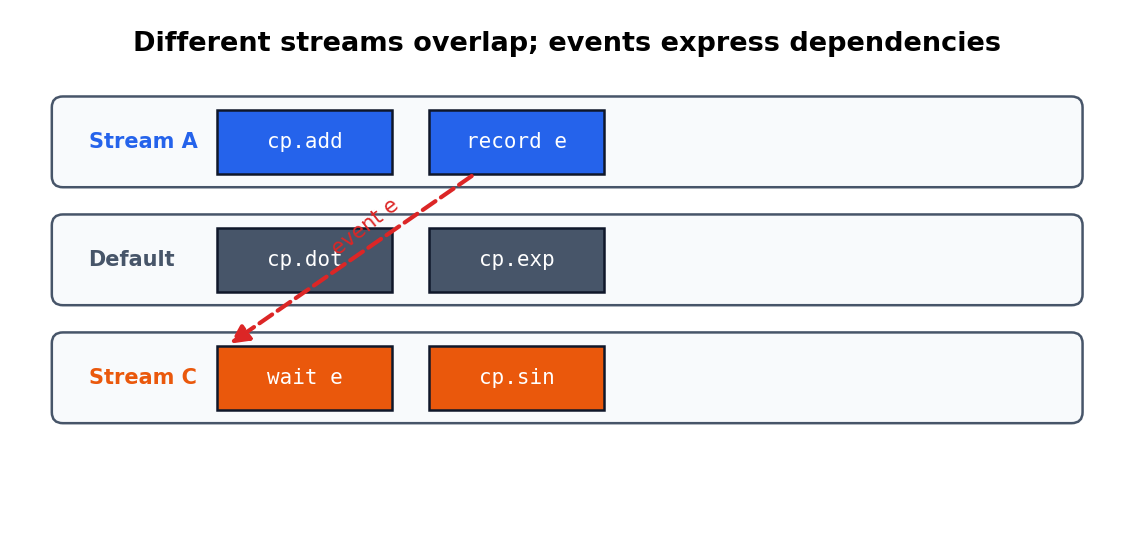 Different streams overlap; events express dependencies
Stream A cp.add record e
event e
Default cp.dot cp.exp
Stream C wait e cp.sin